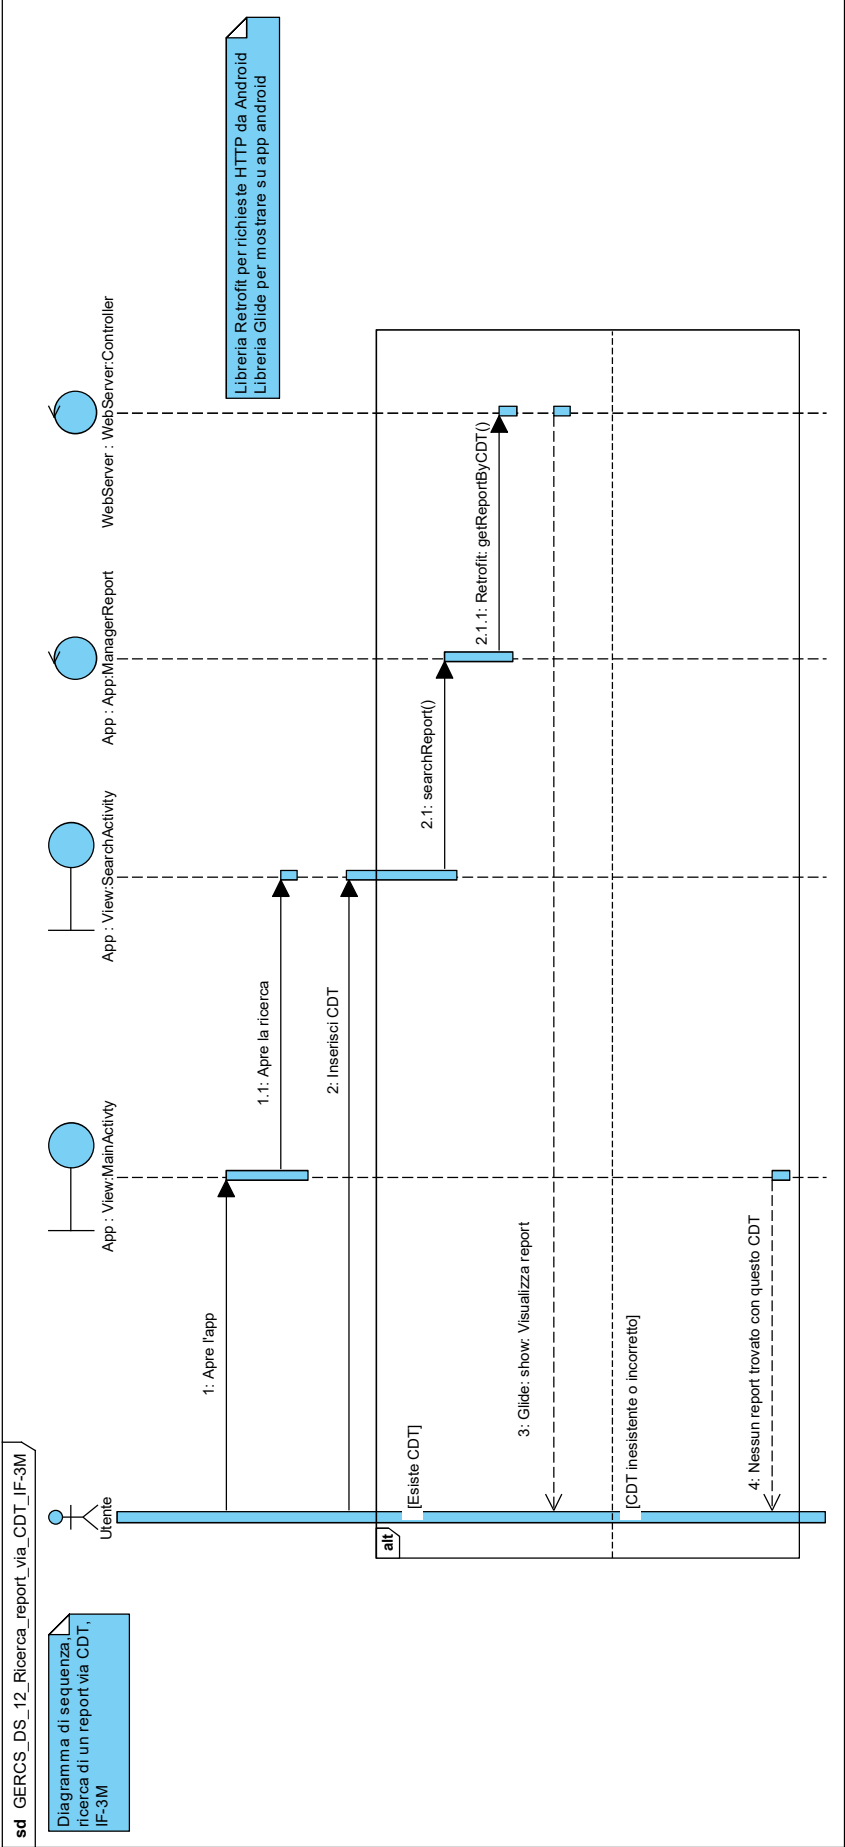 sd GERCS_DS_12_Ricerca_report_via_CDT_IF-3M
Diagramma di sequenza,
ricerca di un report via CDT,
IF-3M
Utente
App : View:MainActivty
App : View:SearchActivity
App : App:ManagerReport
WebServer : WebServer:Controller
Libreria Retrofit per richieste HTTP da Android
Libreria Glide per mostrare su app android
1: Apre l'app
1.1: Apre la ricerca
2: Inserisci CDT
alt
[Esiste CDT]
2.1: searchReport()
2.1.1: Retrofit: getReportByCDT()
3: Glide: show: Visualizza report
[CDT inesistente o incorretto]
4: Nessun report trovato con questo CDT